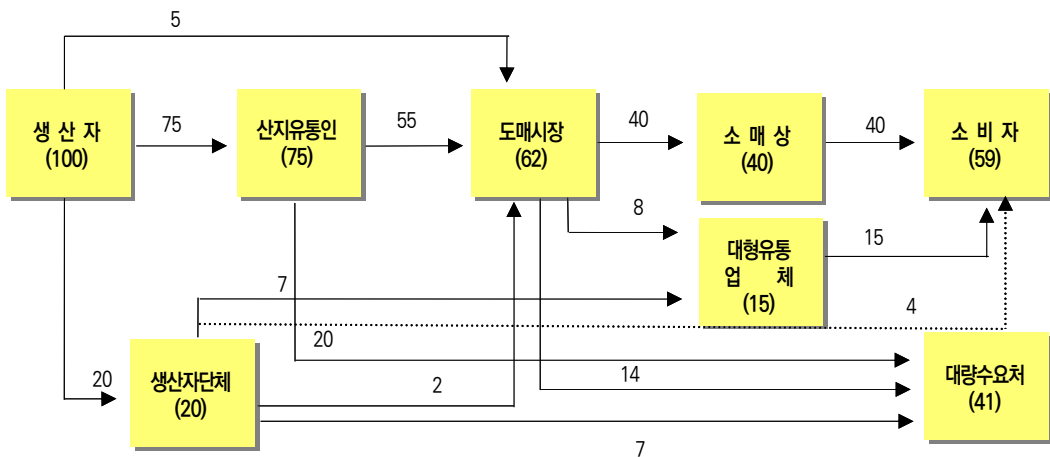 5
생 산 자
(100)
75
산지유통인
(75)
55
도매시장
(62)
40
소 매 상
(40)
40
소 비 자
(59)
8
대형유통
업 체
(15)
15
7
4
20
20
생산자단체
(20)
2
14
대량수요처
(41)
7